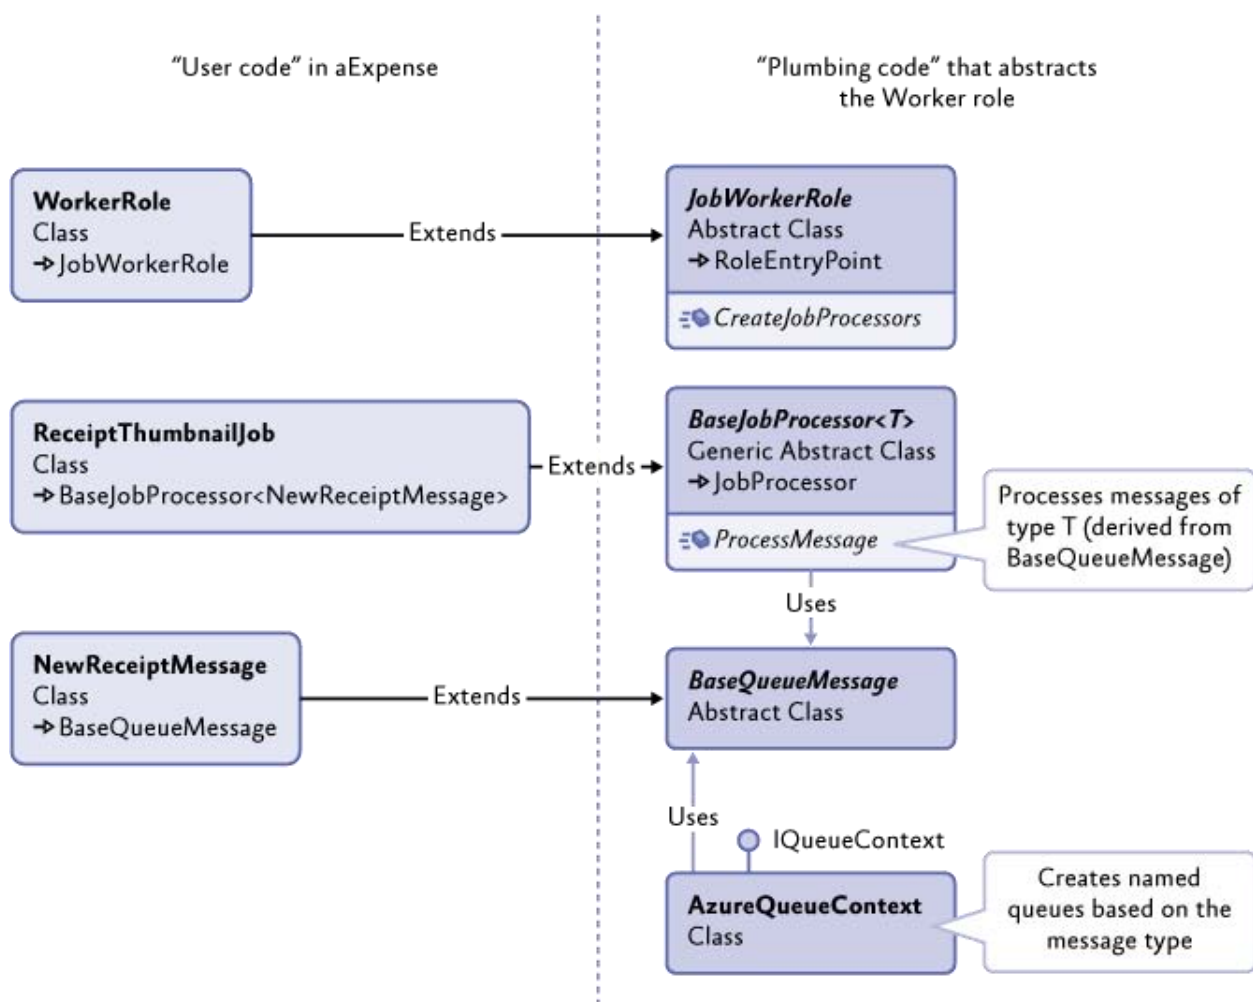 “User code” in aExpense
“Plumbing code” that abstracts
the Worker role
WorkerRole
Class
JobWorkerRole
Extends
JobWorkerRole
Abstract Class
RoleEntryPoint
CreateJobProcessors
ReceiptThumbnailJob
Class
BaseJobProcessor<NewReceiptMessage>
Extends
BaseJobProcessor<T>
Generic Abstract Class
JobProcessor
ProcessMessage
Processes messages of
type T (derived from
BaseQueueMessage)
Uses
NewReceiptMessage
Class
BaseQueueMessage
Extends
BaseQueueMessage
Abstract Class
Uses
IQueueContext
AzureQueueContext
Class
Creates named
queues based on the
message type